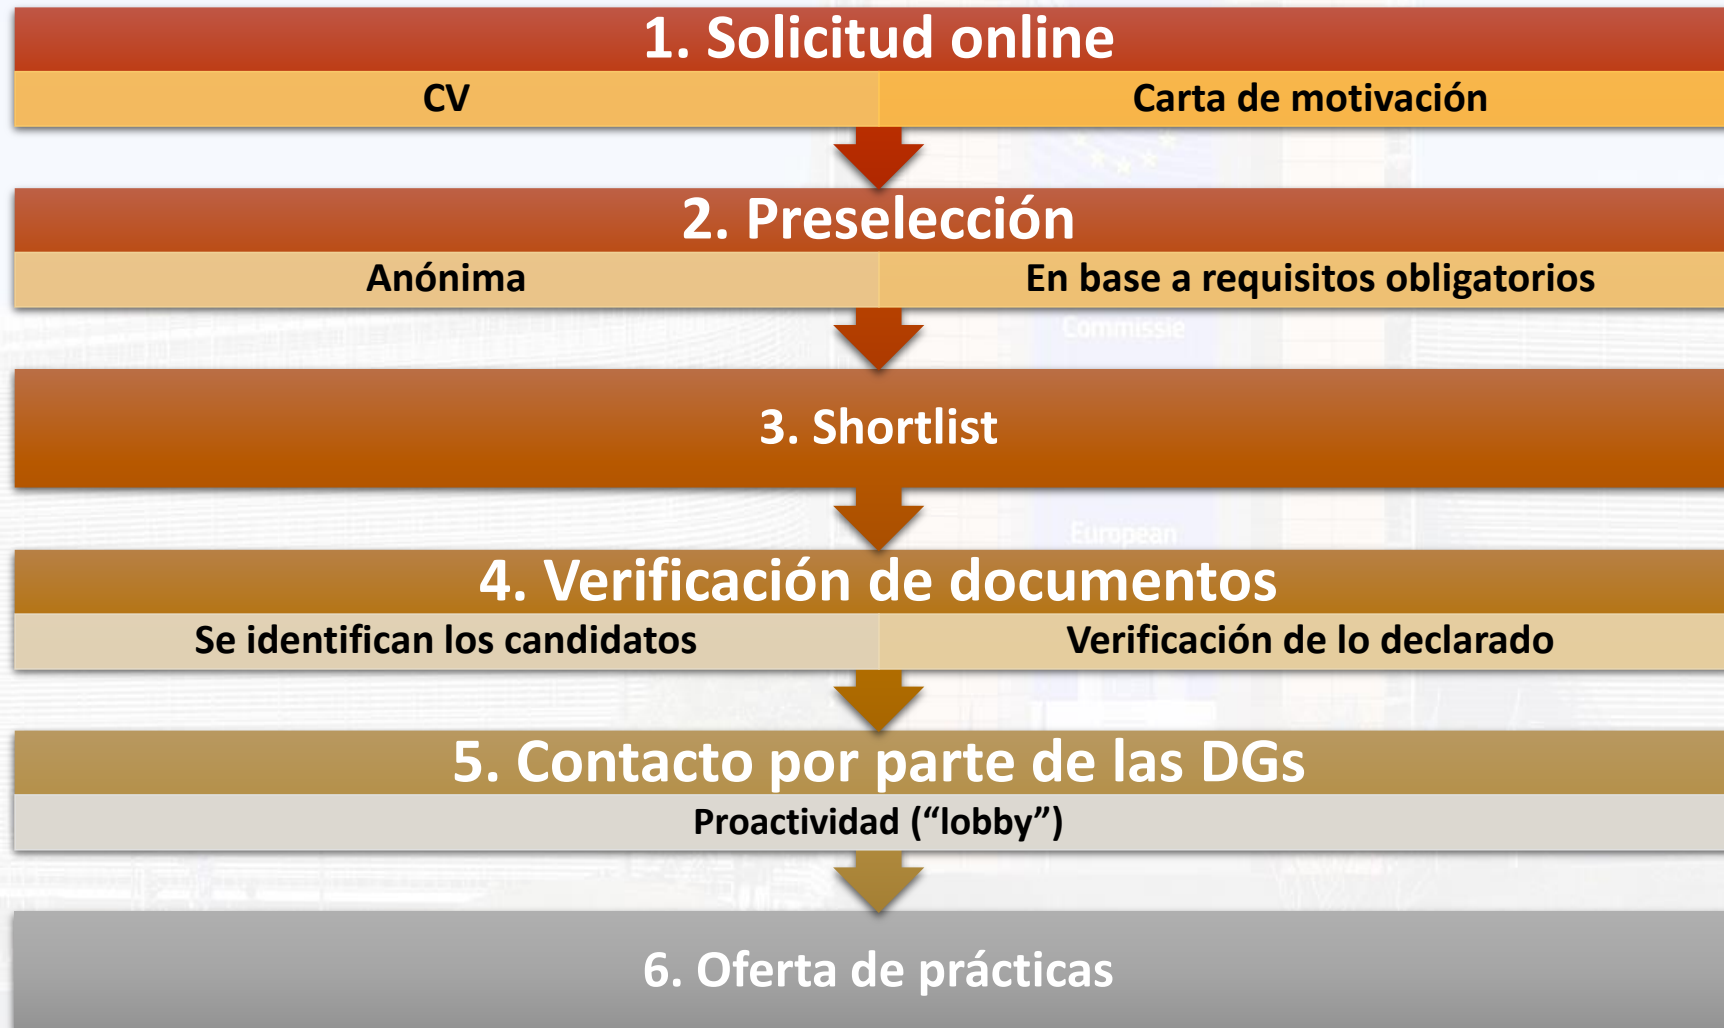 1. Solicitud online
CV
Carta de motivación
2. Preselección
Anónima
En base a requisitos obligatorios
Commissie
3. Shortlist
European
4. Verificación de documentos
Se identifican los candidatos
Verificación de lo declarado
5. Contacto por parte de las DGs
Proactividad (“lobby”)
6. Oferta de prácticas